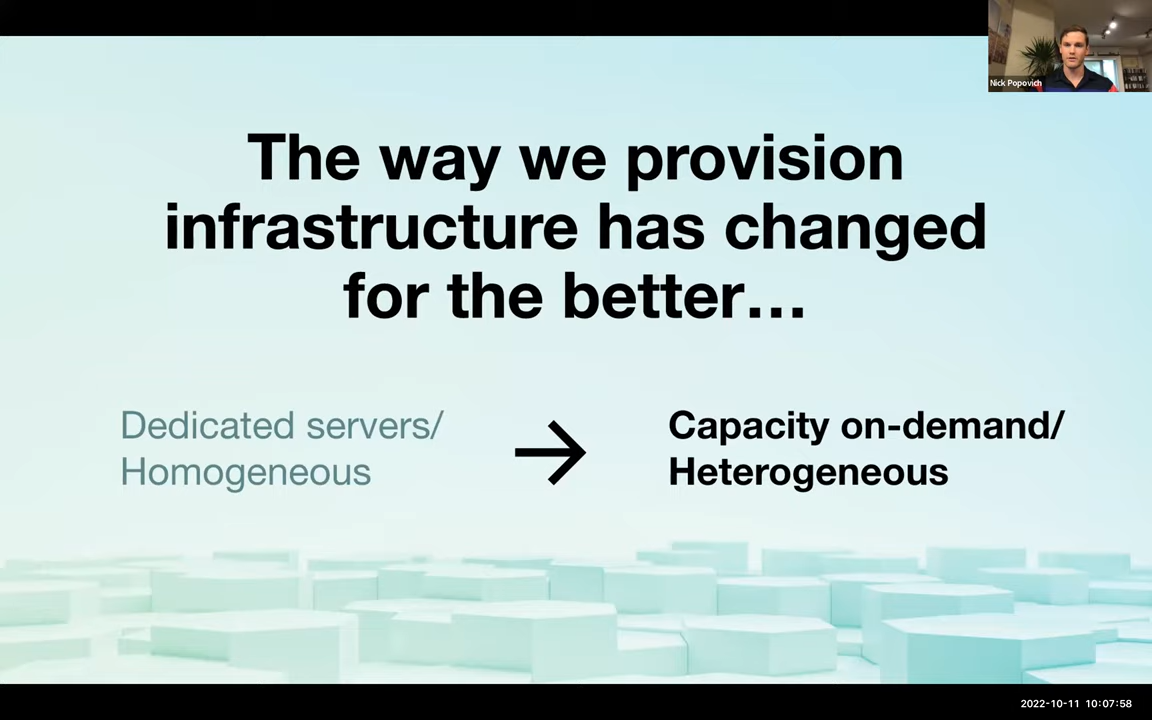 Nick Popovich
The way we provision
infrastructure has changed
for the better…
Dedicated servers/
Homogeneous
→
Capacity on-demand/
Heterogeneous
2022-10-11 10:07:58